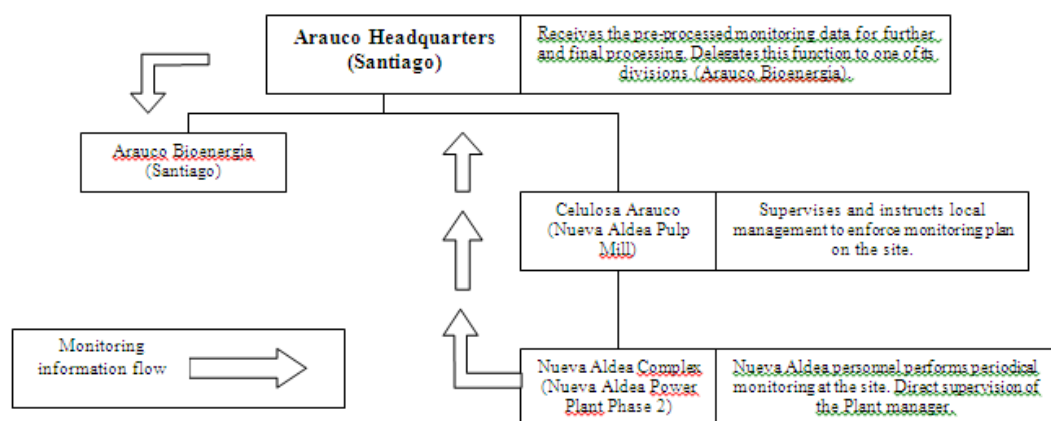 Arauco Headquarters
(Santiago)
Receives the pre-processed monitoring data for further
and final processing. Delegates this function to one of its
divisions (Arauco Bioenergia).
Arauco Bioenergia
(Santiago)
Celulosa Arauco
(Nueva Aldea Pulp
Mill)
Supervises and instructs local
management to enforce monitoring plan
on the site.
Monitoring
information flow
Nueva Aldea Complex
(Nueva Aldea Power
Plant Phase 2)
Nueva Aldea personnel performs periodical
monitoring at the site. Direct supervision of
the Plant manager.